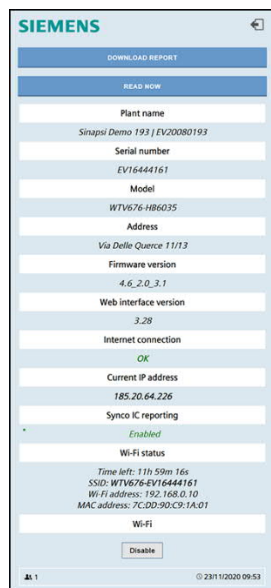 SIEMENS
DOWNLOAD REPORT
READ NOW
Plant name
Sinapsi Demo 193 | EV20080193
Serial number
EV16444161
Model
WTV676-HB6035
Address
Via Delle Querce 11/13
Firmware version
4.6_2.0_3.1
Web interface version
3.28
Internet connection
OK
Current IP address
185.20.64.226
Synco IC reporting
Enabled
Wi-Fi status
Time left: 11h 59m 16s
SSID: WTV676-EV16444161
Wi-Fi address: 192.168.0.10
MAC address: 7C:DD:90:C9:1A:01
Wi-Fi
Disable
1
23/11/2020 09:53